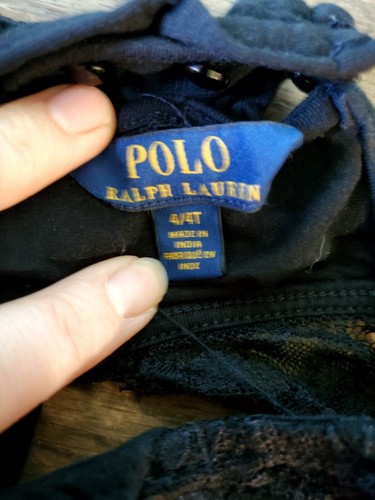 POLO
RALPH LAUREN
4/4T
MADE IN
INDIA
FABRIQUÉ EN
INDE